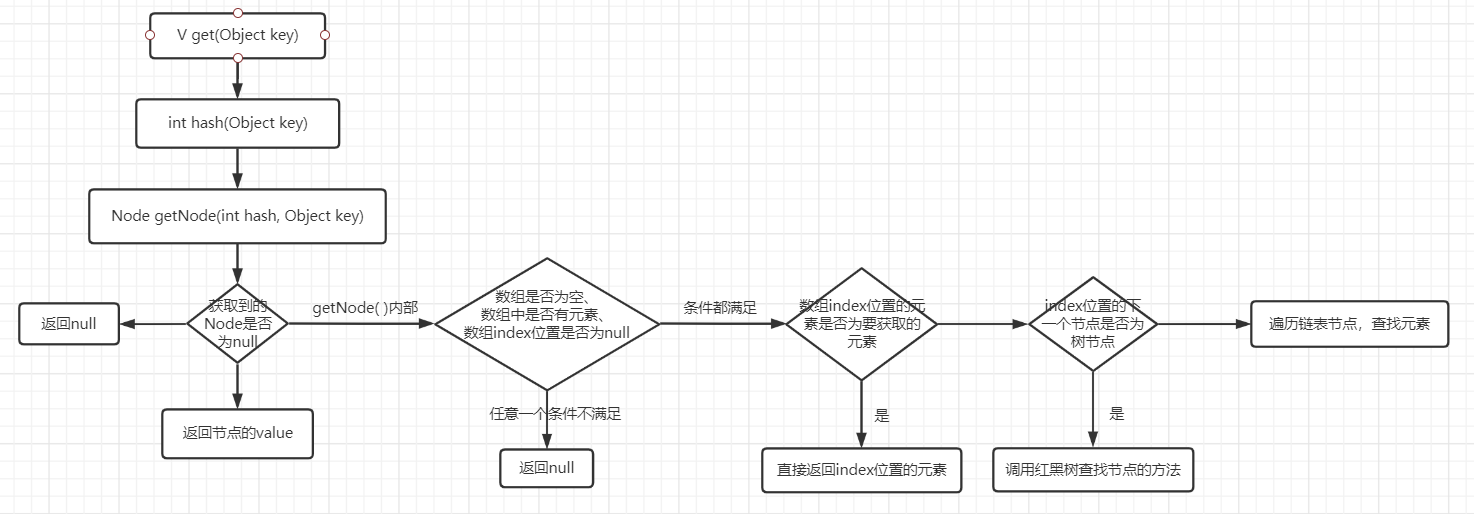 V get(Object key)
int hash(Object key)
Node getNode(int hash, Object key)
获取到的
Node是否
为null
返回null
返回节点的value
getNode( )内部
数组是否为空、
数组中是否有元素、
数组index位置是否为null
任意一个条件不满足
返回null
条件都满足
数组index位置的元
素是否为要获取的
元素
是
直接返回index位置的元素
index位置的下
一个节点是否为
树节点
是
调用红黑树查找节点的方法
遍历链表节点，查找元素